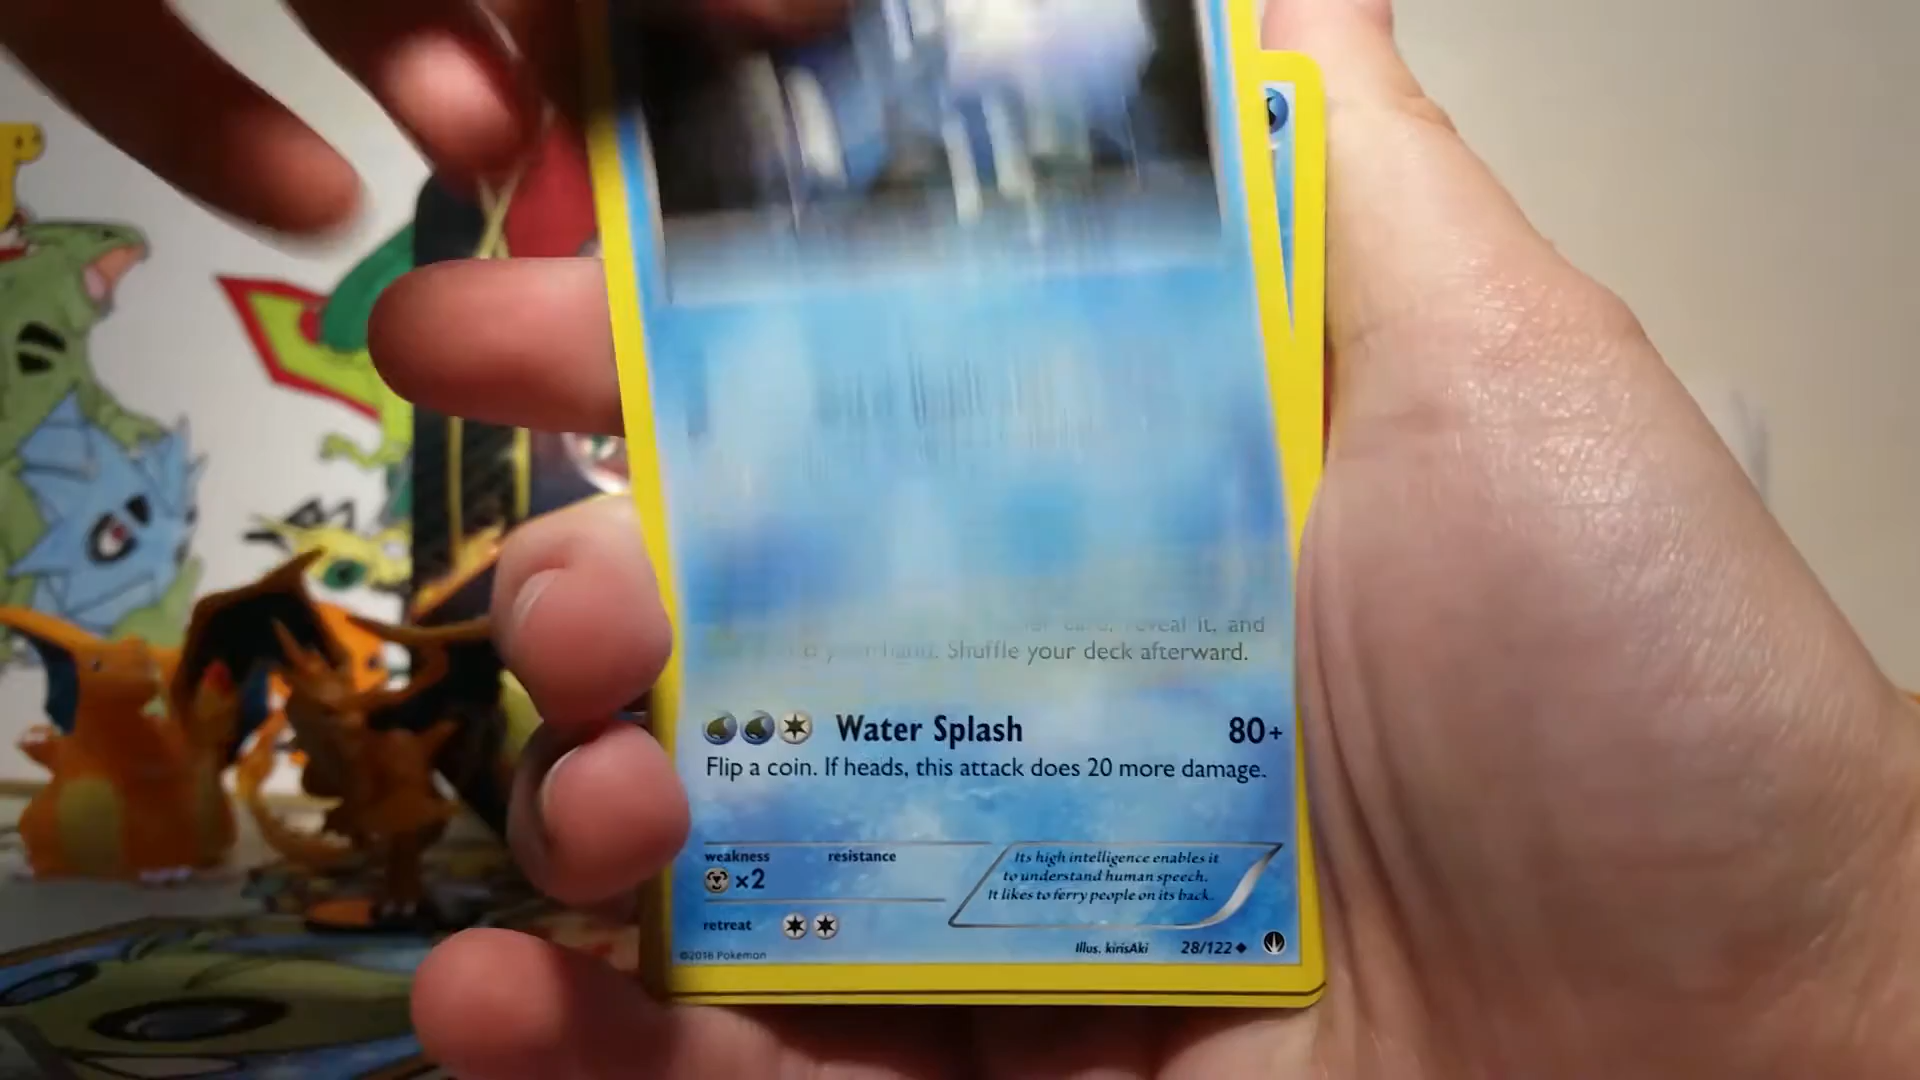 card, reveal it, and
your hand. Shuffle your deck afterward.
Water Splash 80+
Flip a coin. If heads, this attack does 20 more damage.
weakness resistance
×2
Its high intelligence enables it
to understand human speech.
It likes to ferry people on its back.
retreat
©2016 Pokemon Illus. kirisAki 28/122